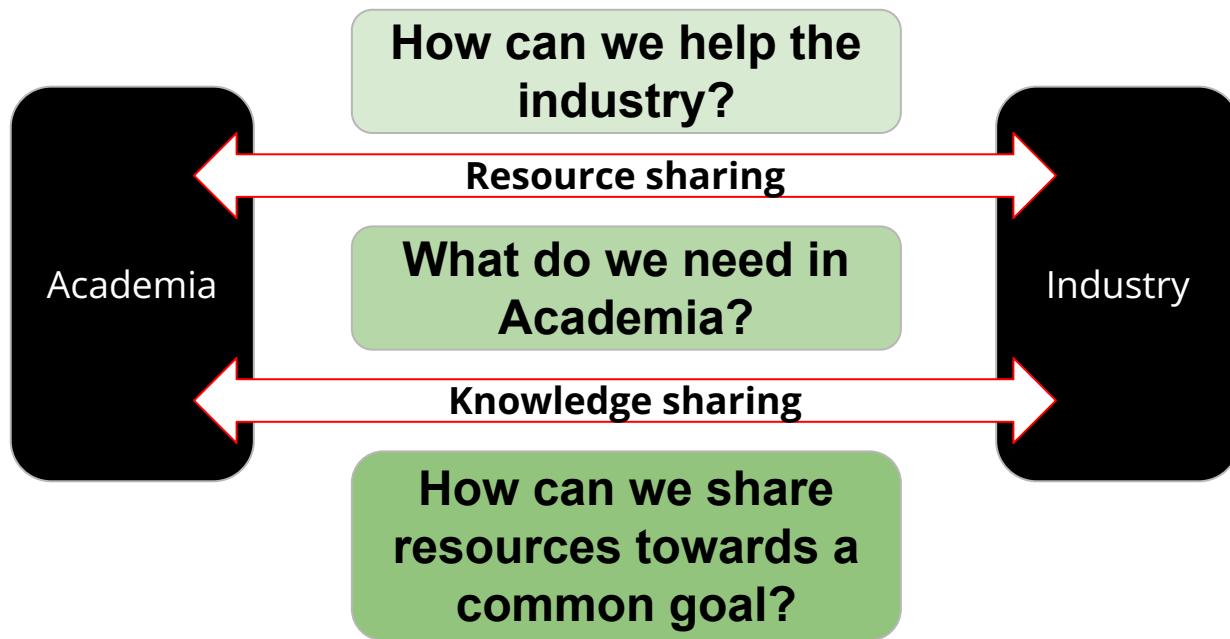 How can we help the
industry?
Resource sharing
Academia
What do we need in
Academia?
Industry
Knowledge sharing
How can we share
resources towards a
common goal?